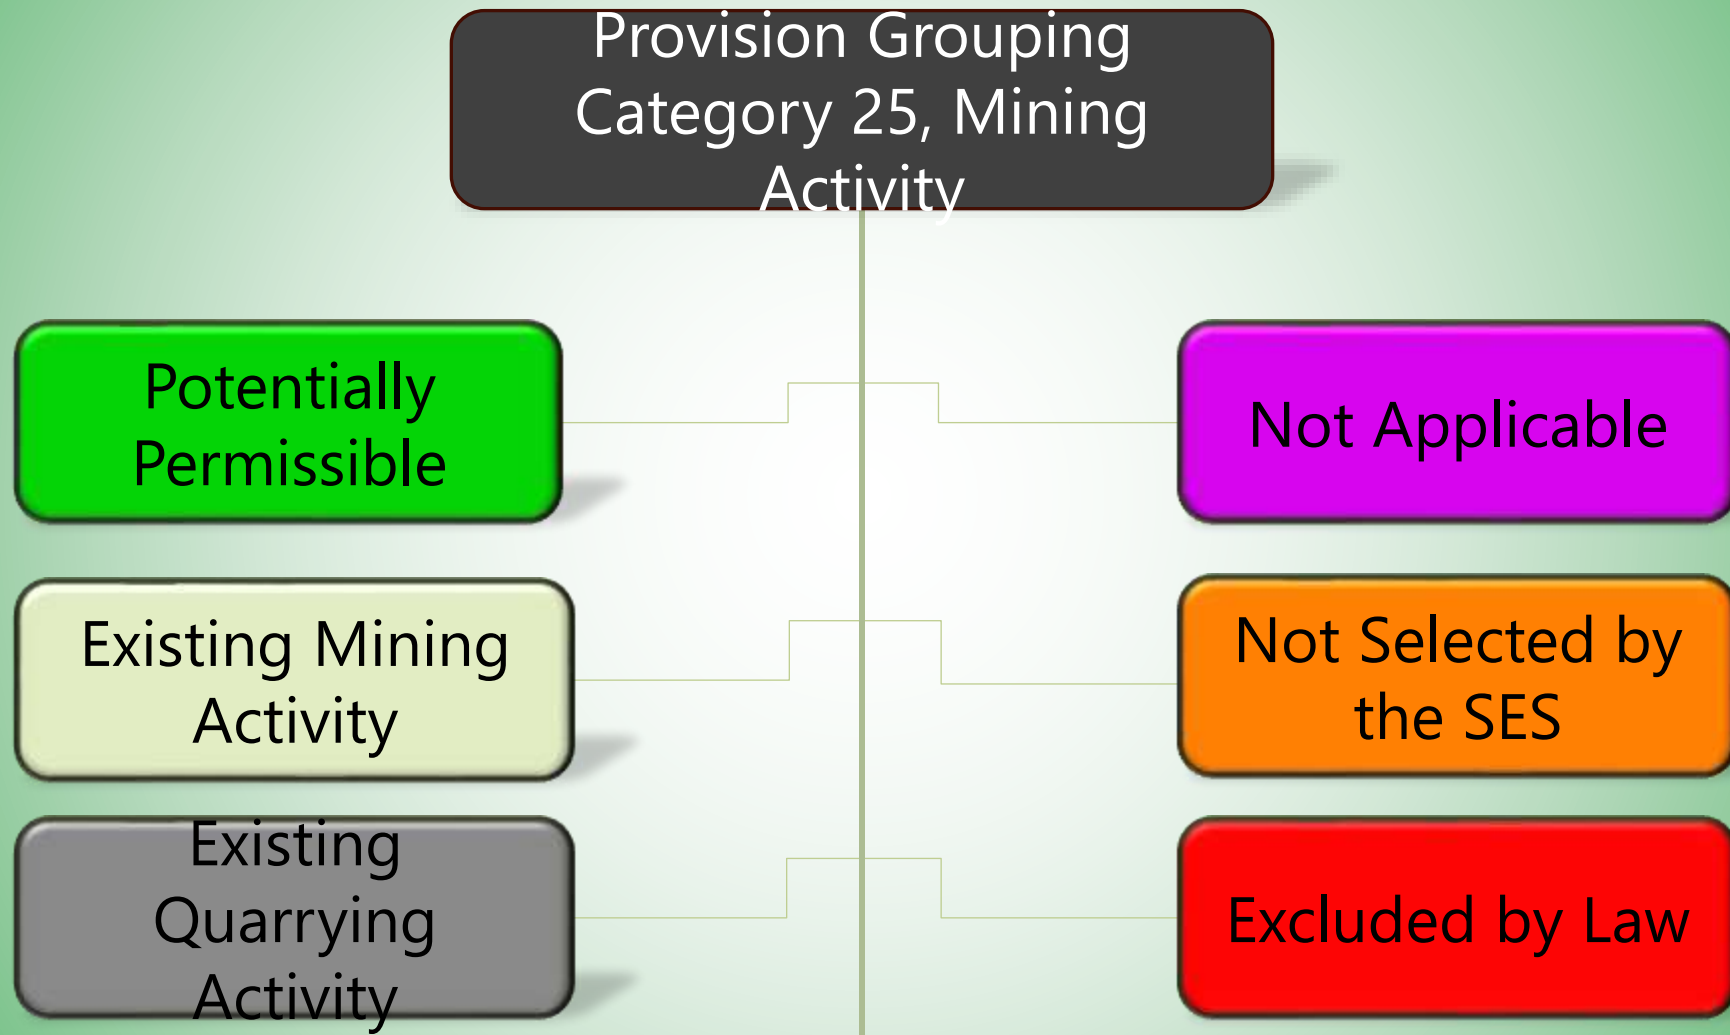 Provision Grouping
Category 25, Mining
Activity
Potentially
Permissible
Not Applicable
Existing Mining
Activity
Not Selected by
the SES
Existing
Quarrying
Activity
Excluded by Law